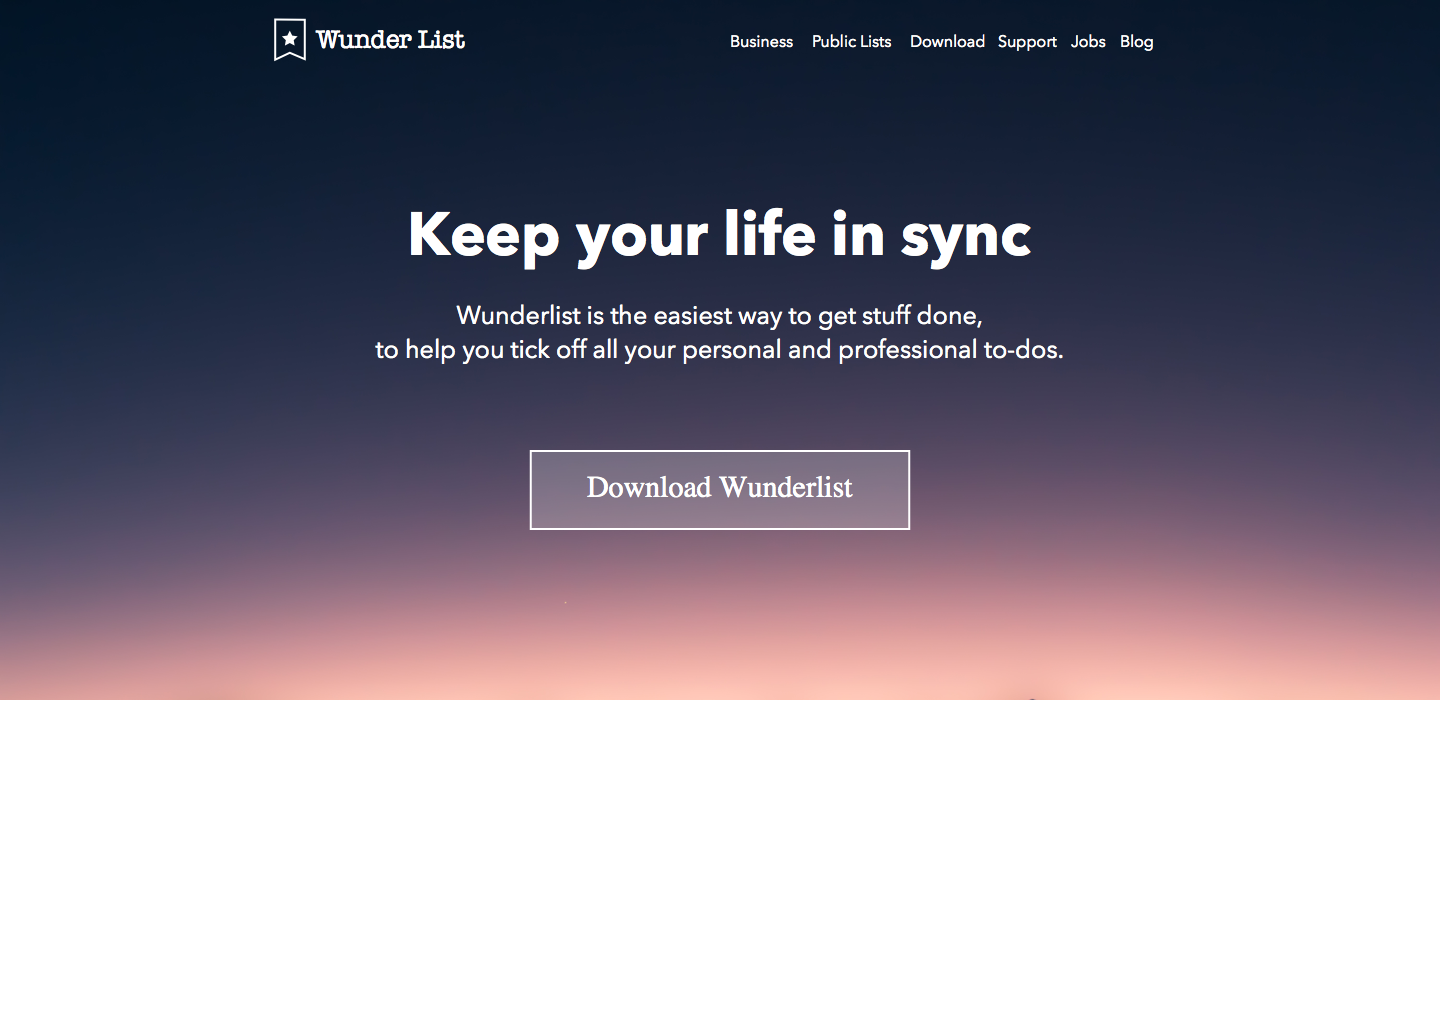 Wunder List
Business Public Lists Download Support Jobs Blog
Keep your life in sync
Wunderlist is the easiest way to get stuff done,
to help you tick off all your personal and professional to-dos.
Download Wunderlist